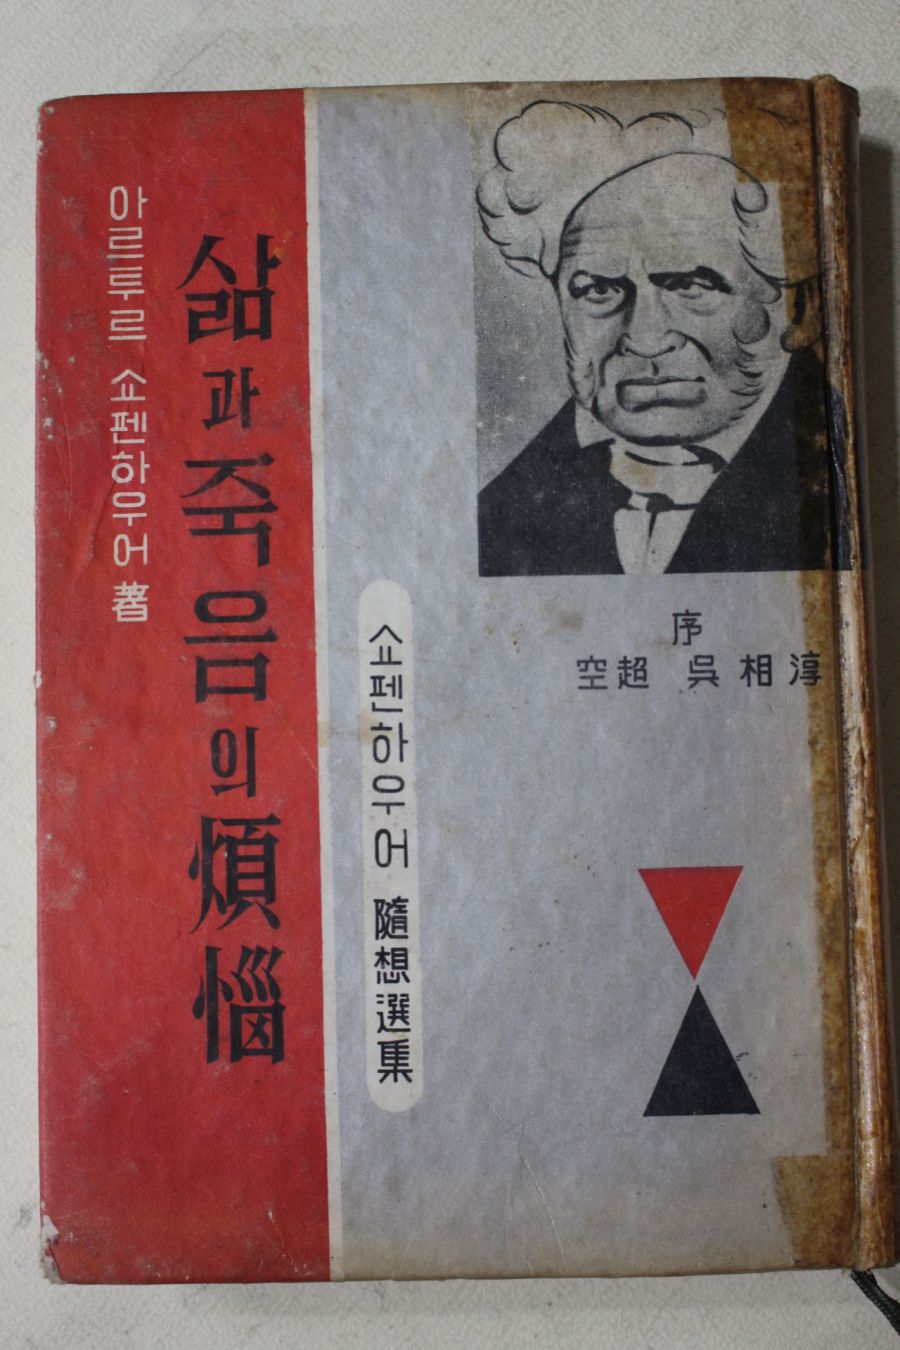 아르투르 쇼펜하우어 著
삶과 죽음의 煩惱
쇼펜하우어 隨想選集
序
空超 吳相淳